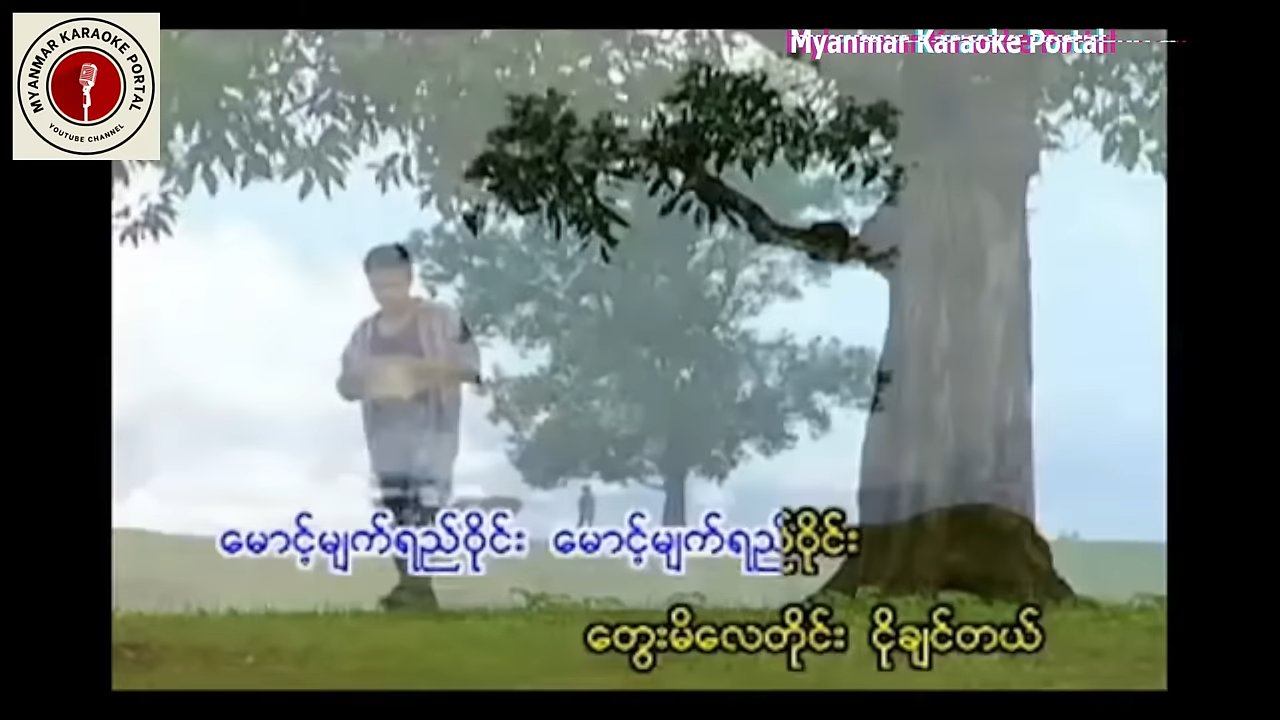 MYANMAR KARAOKE PORTAL
YOUTUBE CHANNEL
Myanmar Karaoke Portal
မောင့်မျက်ရည်ဝိုင်း မောင့်မျက်ရည်ဝိုင်း
တွေးမိလေတိုင်း ငိုချင်တယ်